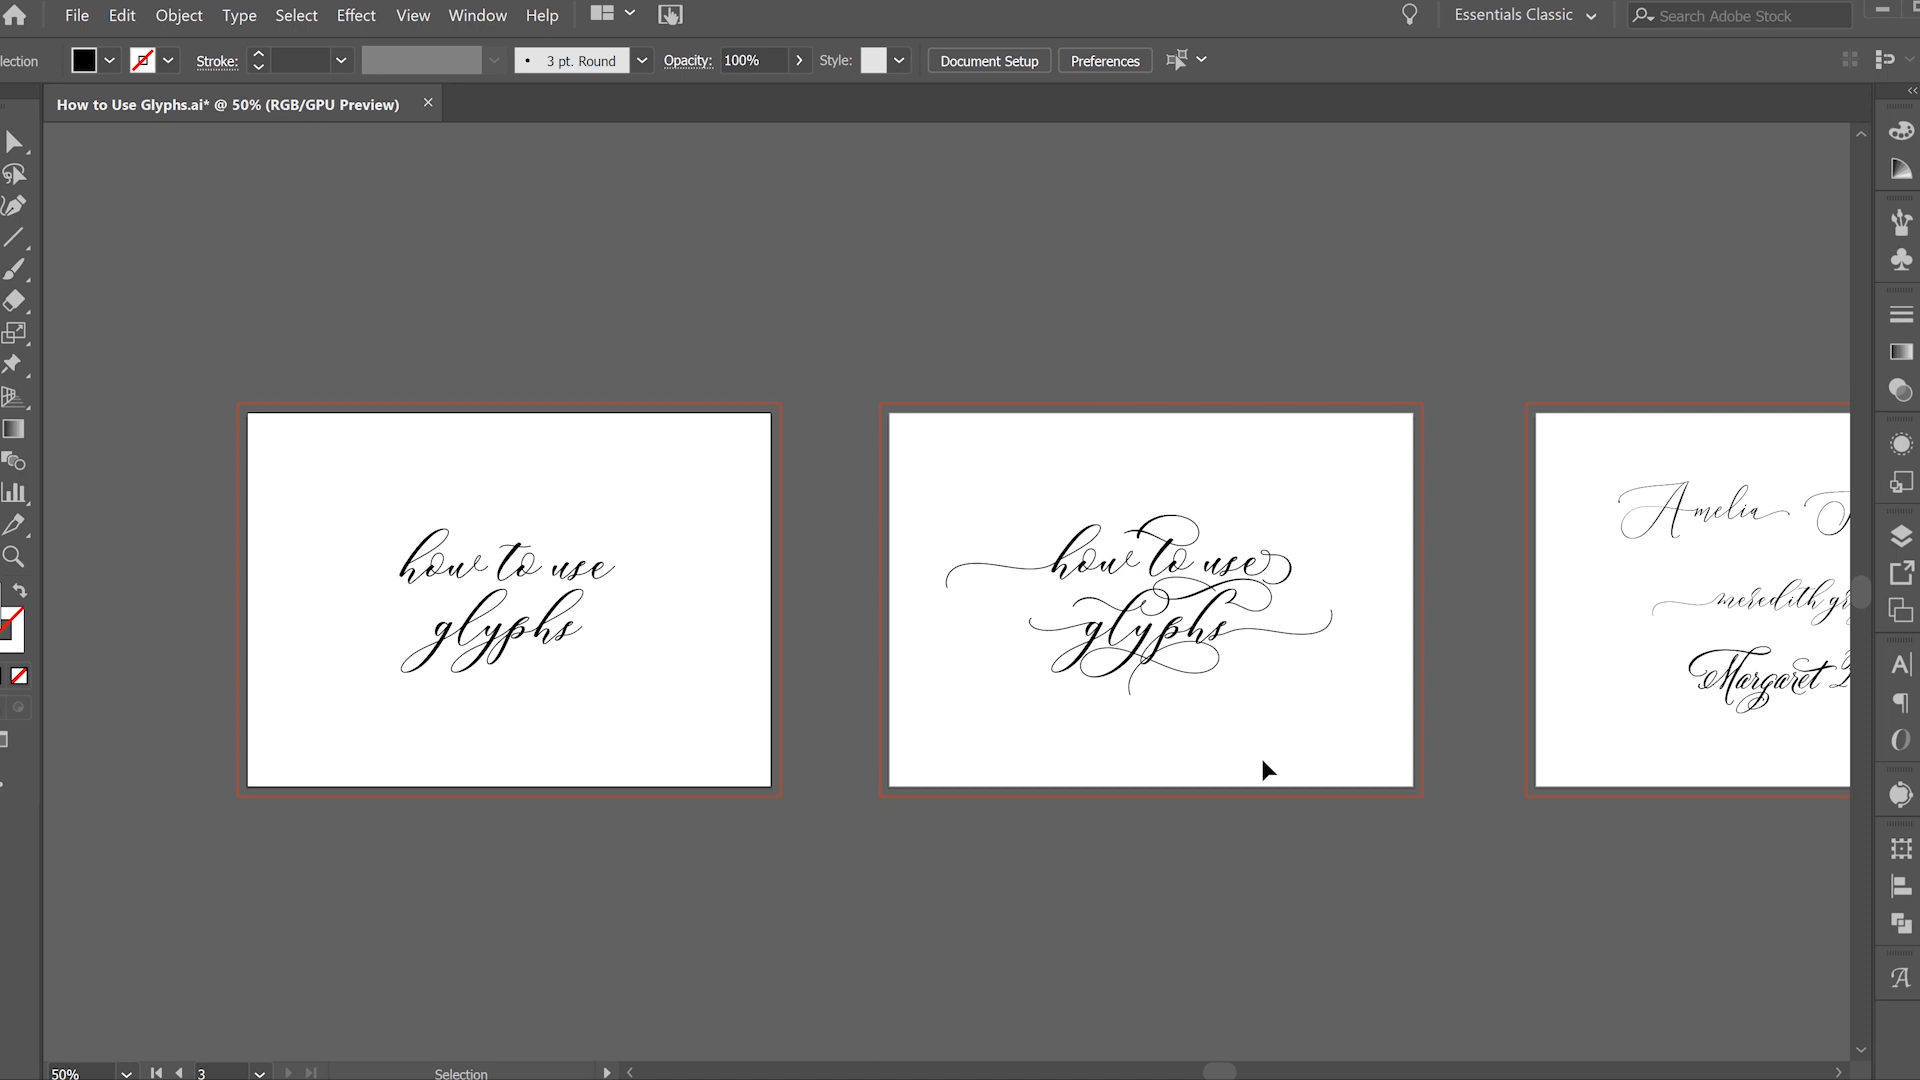 File Edit Object Type Select Effect View Window Help
Essentials Classic
Search Adobe Stock
lection
Stroke:
3 pt. Round
Opacity: 100%
Style:
Document Setup
Preferences
How to Use Glyphs.ai* @ 50% (RGB/GPU Preview)
how to use
glyphs
how to use
glyphs
Amelia
meredith gr
Margaret
50%
3
Selection